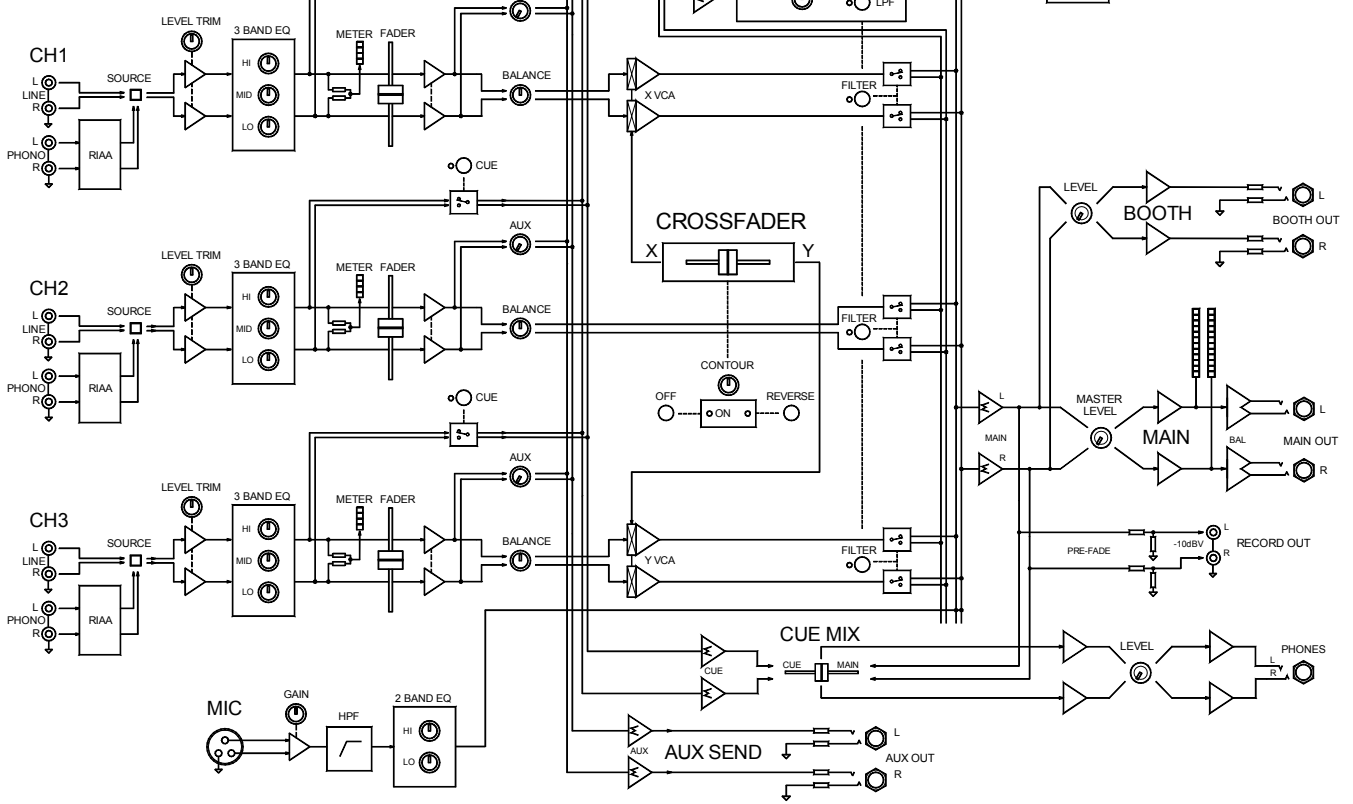 LPF
LEVEL TRIM
3 BAND EQ
METER FADER
CH1
HI
SOURCE
L
LINE
R
MID
LO
BALANCE
X VCA
FILTER
L
PHONO
R
RIAA
CUE
AUX
LEVEL TRIM
3 BAND EQ
METER FADER
CH2
HI
SOURCE
L
LINE
R
MID
LO
BALANCE
CROSSFADER
X
Y
FILTER
L
PHONO
R
RIAA
CONTOUR
OFF
ON
REVERSE
LEVEL
BOOTH
L
BOOTH OUT
R
CUE
AUX
LEVEL TRIM
3 BAND EQ
METER FADER
CH3
HI
SOURCE
L
LINE
R
MID
LO
BALANCE
Y VCA
FILTER
L
PHONO
R
RIAA
L
MAIN
R
MASTER
LEVEL
MAIN
BAL
L
MAIN OUT
R
PRE-FADE
-10dBV
L
R
RECORD OUT
CUE MIX
CUE
CUE
MAIN
LEVEL
PHONES
L
R
MIC
GAIN
HPF
2 BAND EQ
HI
LO
AUX
AUX SEND
L
AUX OUT
R